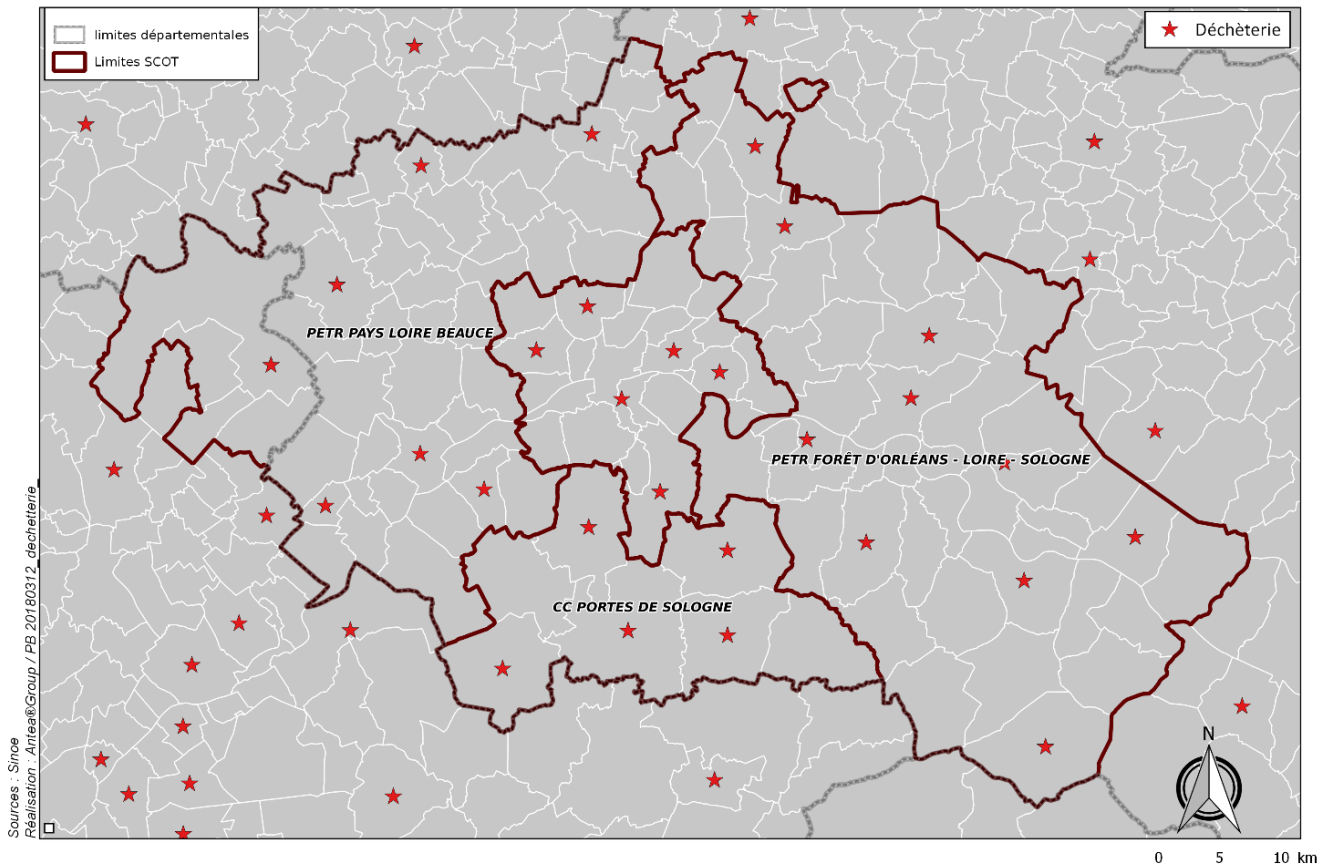 limites départementales
Limites SCOT
Déchèterie
PETR PAYS LOIRE BEAUCE
PETR FORÊT D'ORLÉANS - LOIRE - SOLOGNE
CC PORTES DE SOLOGNE
Sources : Sinoe
Réalisation : Antea®Group / PB 20180312_dechetterie_
N
0 5 10 km